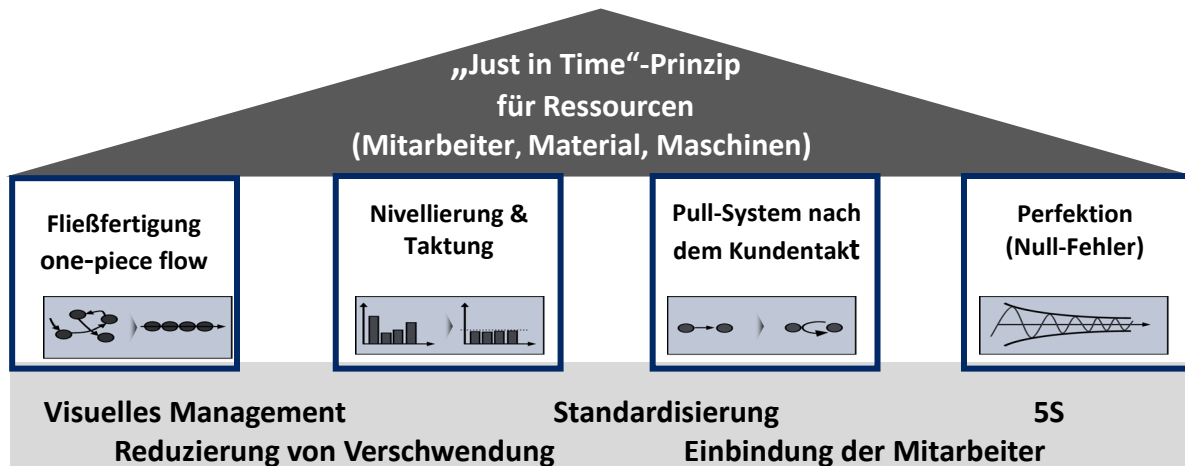 „Just in Time“-Prinzip
für Ressourcen
(Mitarbeiter, Material, Maschinen)
Fließfertigung
one-piece flow
Nivellierung &
Taktung
Pull-System nach
dem Kundentakt
Perfektion
(Null-Fehler)
Visuelles Management Standardisierung 5S
Reduzierung von Verschwendung Einbindung der Mitarbeiter